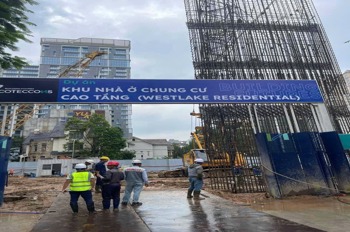 COTECCONS
Dự án
KHU NHÀ Ở CHUNG CƯ
CAO TẦNG (WESTLAKE RESIDENTIAL)